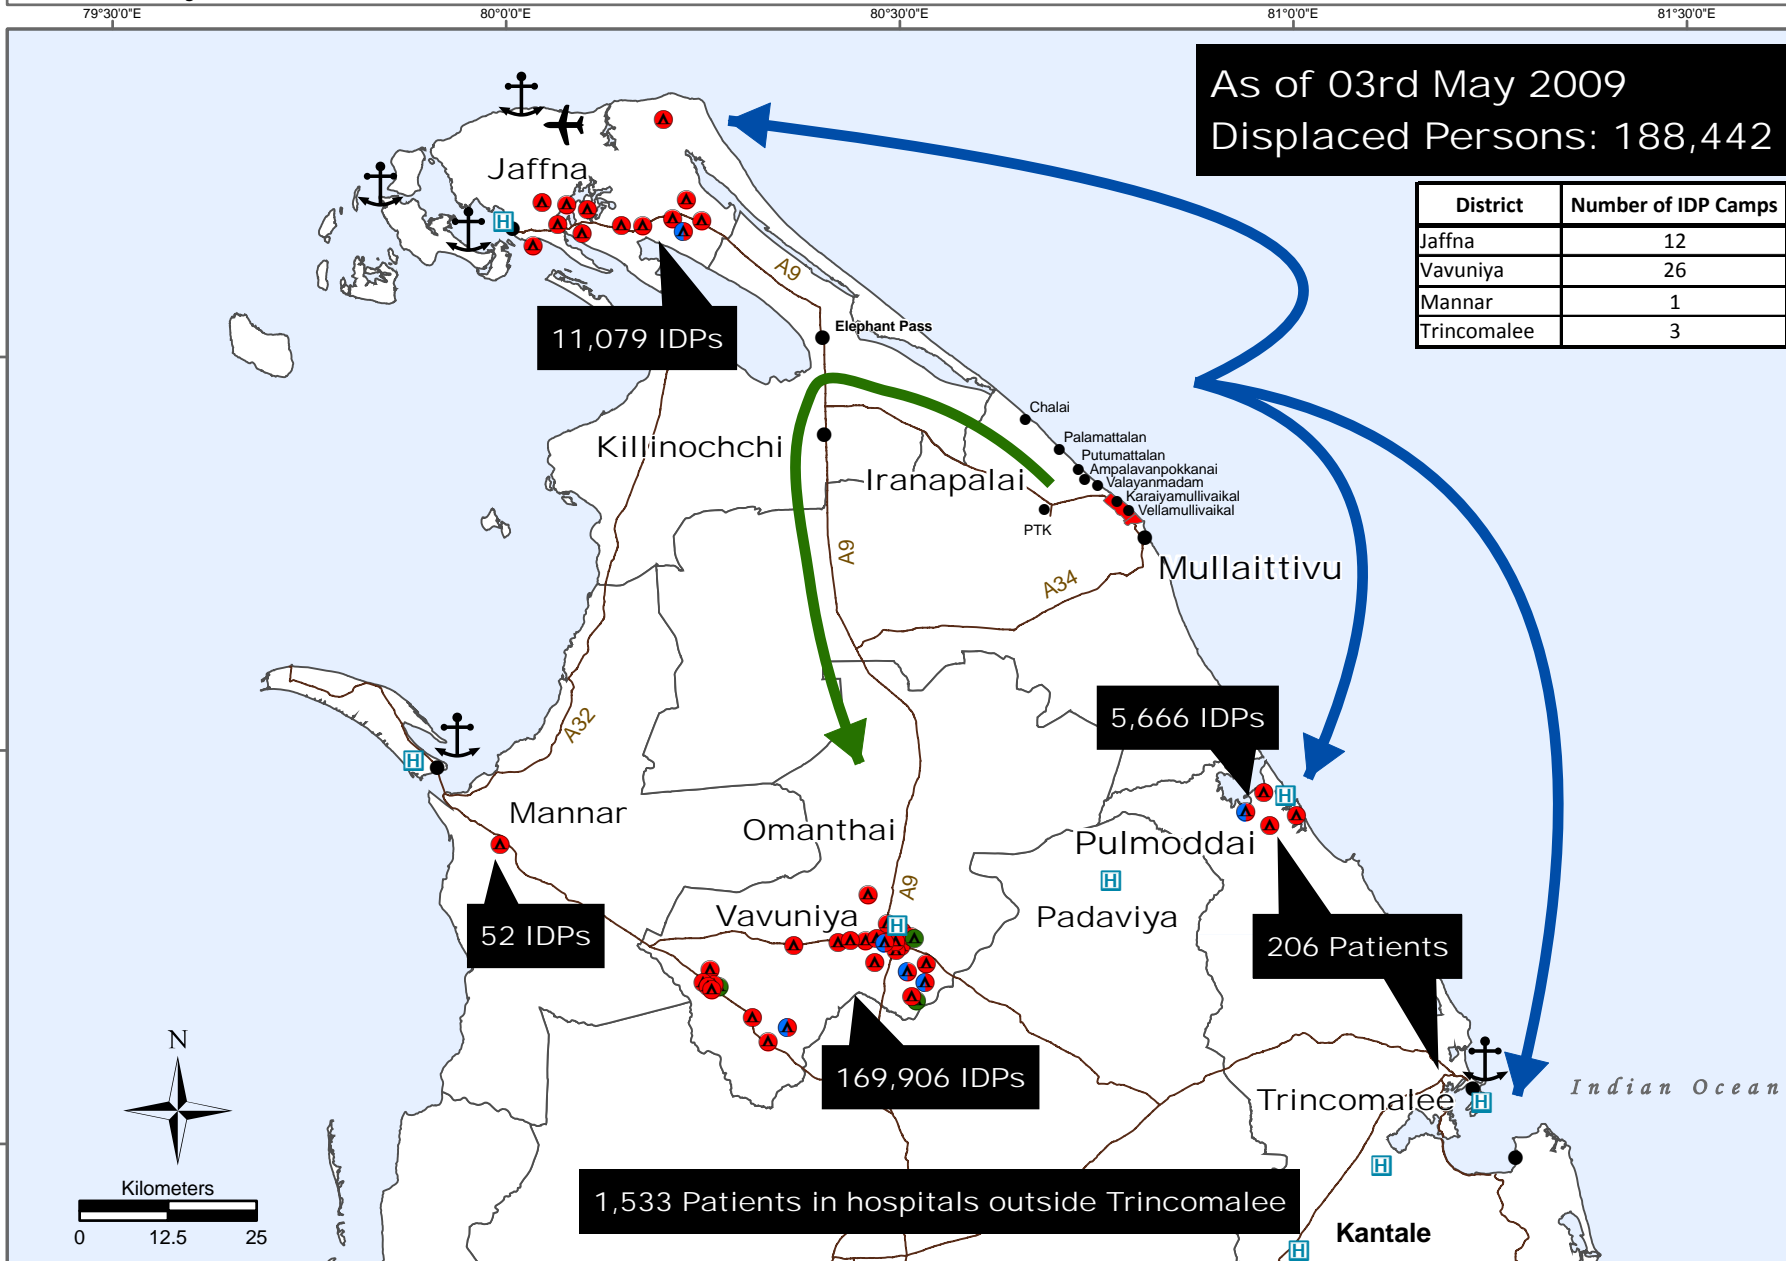 79°30'0"E
80°0'0"E
80°30'0"E
81°0'0"E
81°30'0"E
As of 03rd May 2009
Displaced Persons: 188,442
District Number of IDP Camps
Jaffna 12
Vavuniya 26
Mannar 1
Trincomalee 3
Jaffna
H
A9
11,079 IDPs
Elephant Pass
Chalai
Killinochchi
Palamattalan
Putumattalan
Iranapalai
Ampalavanpokkanai
Valayanmadam
Karaiyamullivaikal
Vellamullivaikal
PTK
A9
Mullaittivu
A34
A32
5,666 IDPs
H
H
Mannar
Omanthai
Pulmoddai
H
A9
Vavuniya
Padaviya
H
52 IDPs
206 Patients
169,906 IDPs
N
Trincomalee
H
Indian Ocean
H
Kilometers
0 12.5 25
1,533 Patients in hospitals outside Trincomalee
Kantale
H